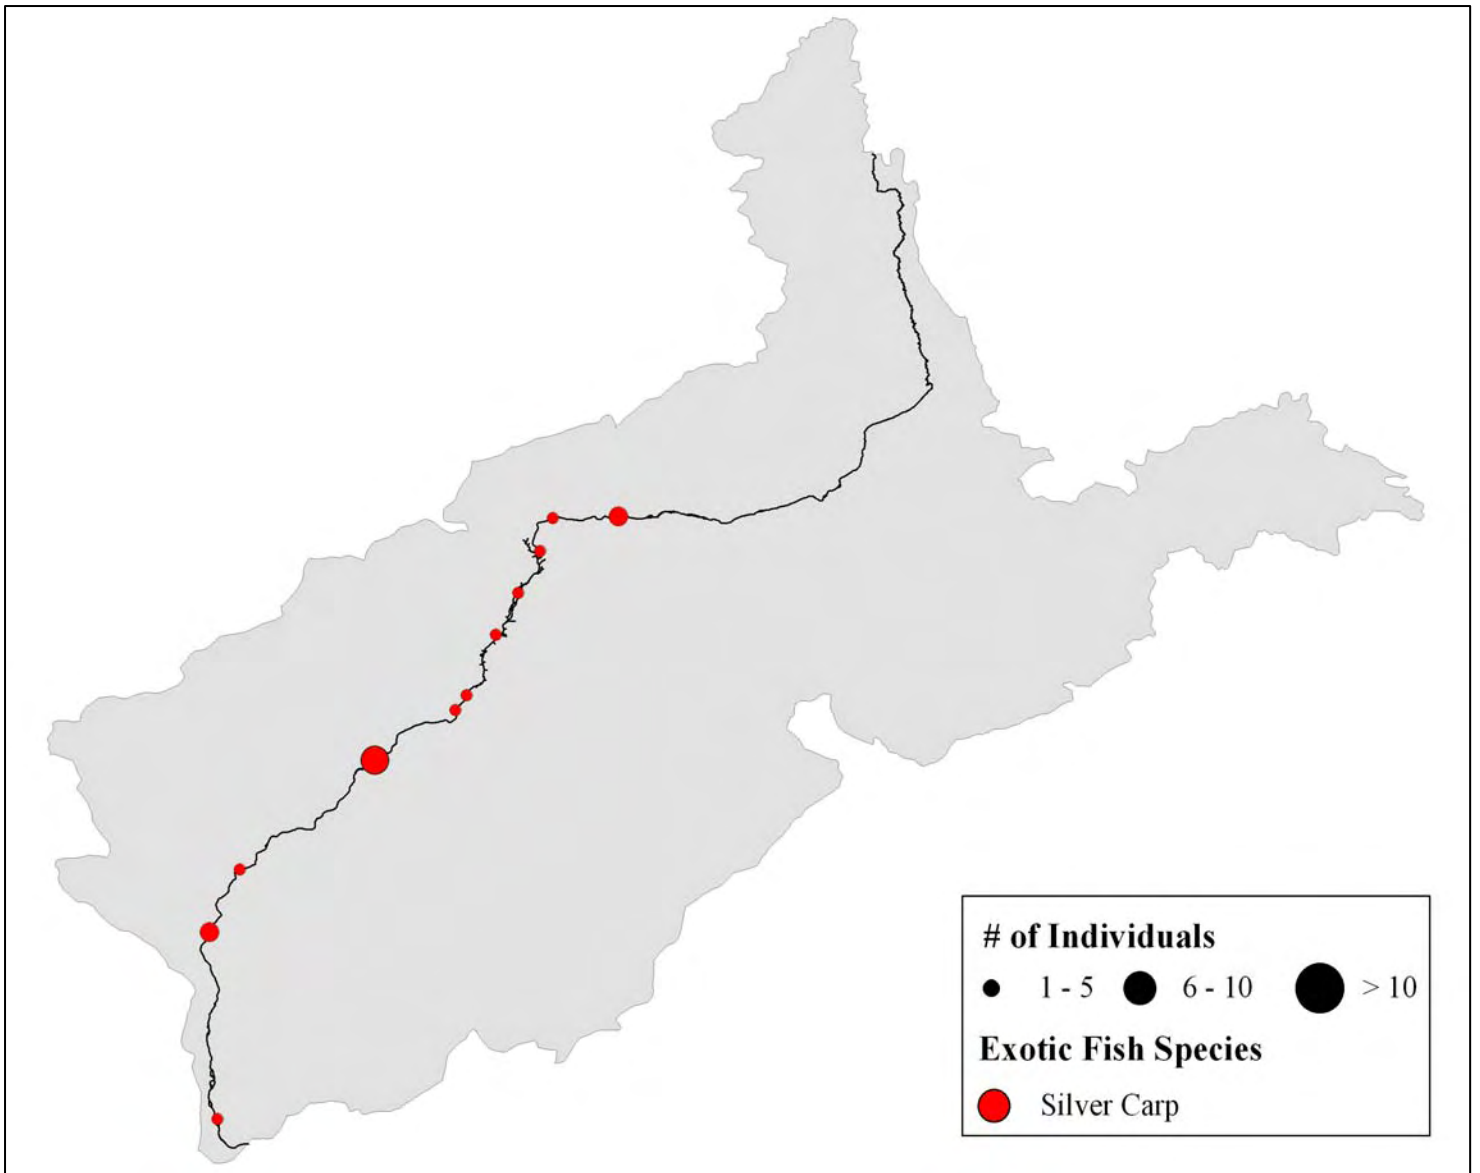 # of Individuals
1 - 5 6 - 10 > 10
Exotic Fish Species
Silver Carp